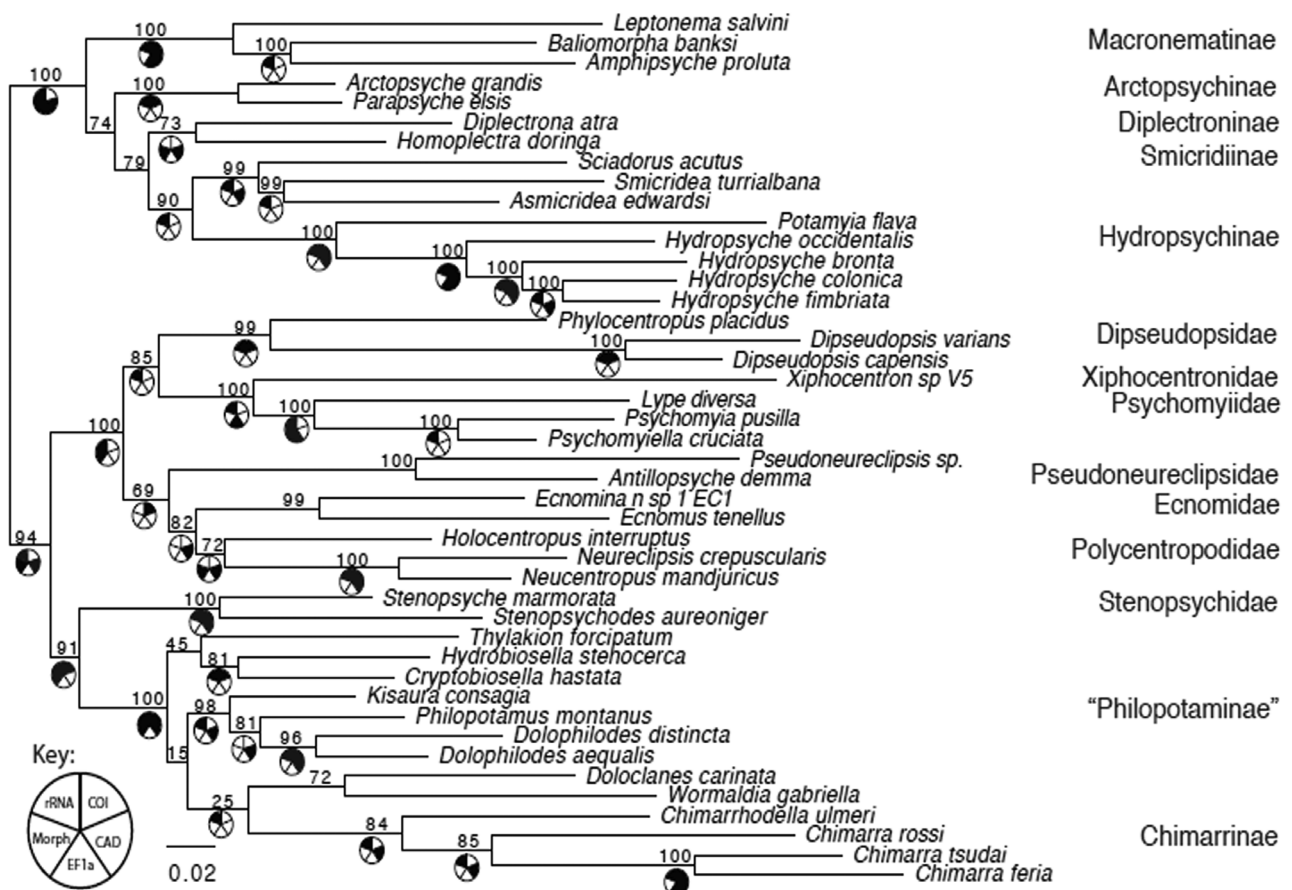 Leptonema salvini
100
Baliomorpha banksi
100
Macronematinae
Amphipsyche proluta
100
100
Arctopsyche grandis
Arctopsychinae
Parapsyche elsis
74
73
Diplectrona atra
Diplectroninae
Homoplectra doringa
79
99
Sciadorus acutus
Smicridiinae
99
Smicridea turrialbana
90
Asmicridea edwardsi
100
Potamyia flava
Hydropsychinae
100
Hydropsyche occidentalis
100
Hydropsyche bronta
100
Hydropsyche colonica
Hydropsyche fimbriata
99
Phylocentropus placidus
Dipseudopsidae
100
Dipseudopsis varians
85
Dipseudopsis capensis
100
Xiphocentron sp V5
Xiphocentronidae
100
Lype diversa
Psychomyiidae
100
Psychomyia pusilla
100
Psychomyiella cruciata
100
Pseudoneureclipsis sp.
Pseudoneureclipsidae
Antillopsyche demma
69
99
Ecnomina n sp 1 EC1
Ecnomidae
82
Ecnomus tenellus
94
72
Holocentropus interruptus
Polycentropodidae
100
Neureclipsis crepuscularis
Neucentropus mandjuricus
100
Stenopsyche marmorata
Stenopsychidae
Stenopsychodes aureoniger
91
45
Thylakion forcipatum
81
Hydrobiosella stehocerca
Cryptobiosella hastata
100
98
Kisaura consagia
“Philopotaminae”
81
Philopotamus montanus
96
Dolophilodes distincta
15
Dolophilodes aequalis
72
Doloclanes carinata
25
Wormaldia gabriella
84
Chimarrhodella ulmeri
85
Chimarra rossi
Chimarrinae
100
Chimarra tsudai
Chimarra feria
Key:
rRNA
COI
Morph
CAD
EF1a
0.02